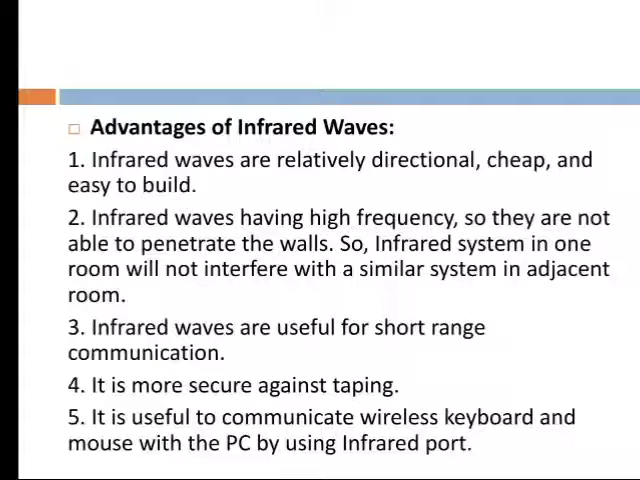 Advantages of Infrared Waves:
1. Infrared waves are relatively directional, cheap, and
easy to build.
2. Infrared waves having high frequency, so they are not
able to penetrate the walls. So, Infrared system in one
room will not interfere with a similar system in adjacent
room.
3. Infrared waves are useful for short range
communication.
4. It is more secure against taping.
5. It is useful to communicate wireless keyboard and
mouse with the PC by using Infrared port.